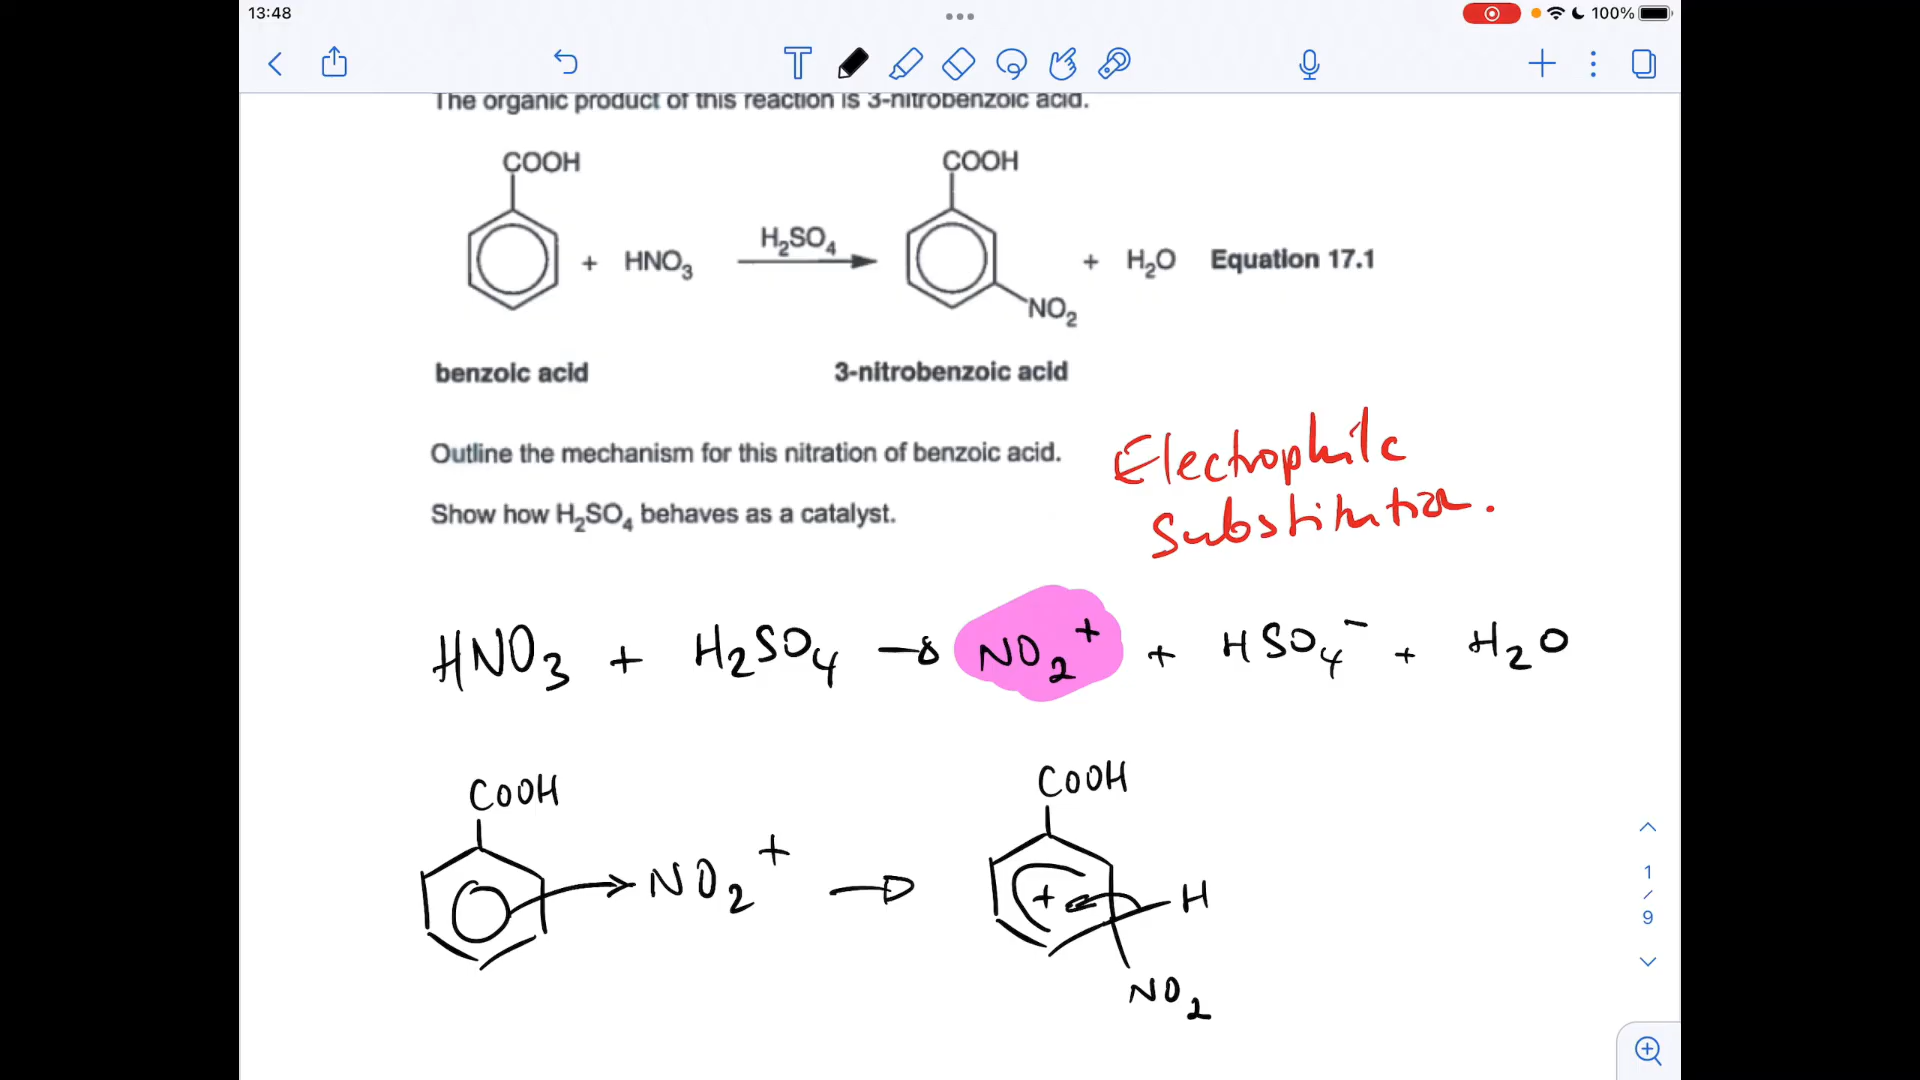 13:48
100%
The organic product of this reaction is 3-nitrobenzoic acid.
COOH
COOH
+ HNO₃
H₂SO₄
+ H₂O Equation 17.1
NO₂
benzoic acid
3-nitrobenzoic acid
Outline the mechanism for this nitration of benzoic acid.
Show how H₂SO₄ behaves as a catalyst.
Electrophilic
Substitution.
HNO₃ + H₂SO₄ → NO₂⁺ + HSO₄⁻ + H₂O
COOH
COOH
NO₂⁺ →
+
H
NO₂
1
/
9